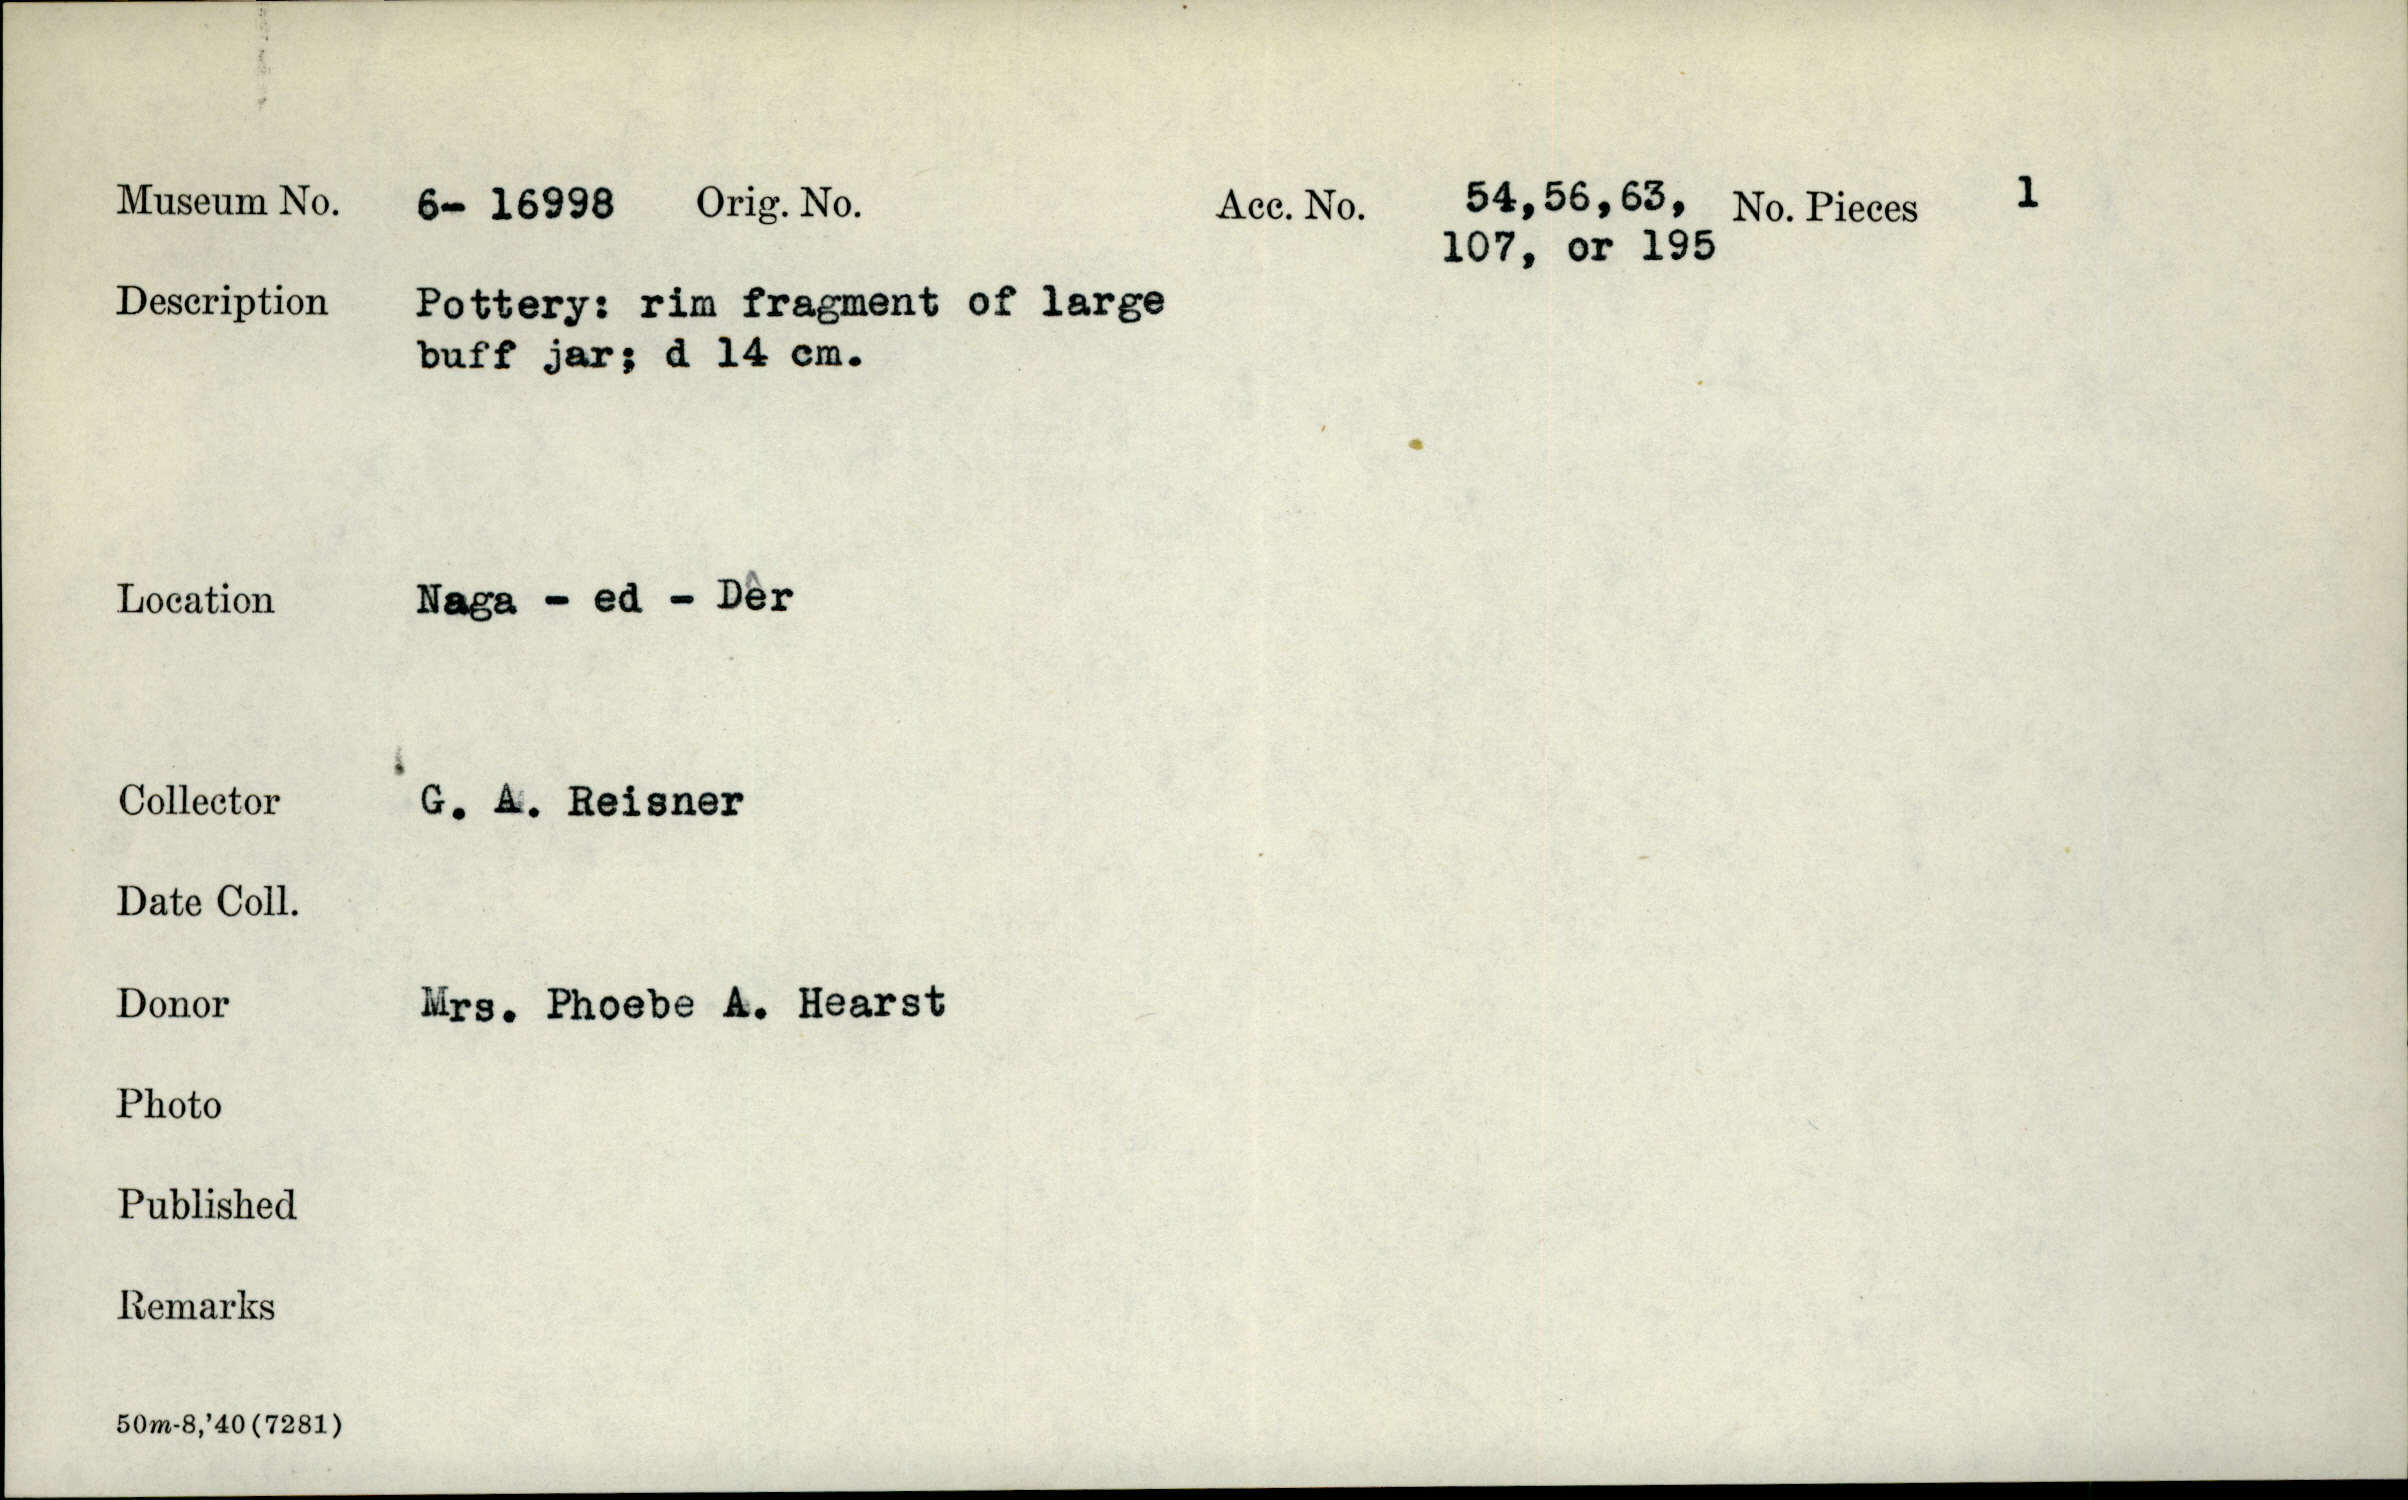 Museum No. 6- 16998 Orig. No. Acc. No. 54,56,63, No. Pieces 1
107, or 195
Description Pottery: rim fragment of large
buff jar; d 14 cm.
Location Naga - ed - Dêr
Collector G. A. Reisner
Date Coll.
Donor Mrs. Phoebe A. Hearst
Photo
Published
Remarks
50m-8,'40(7281)